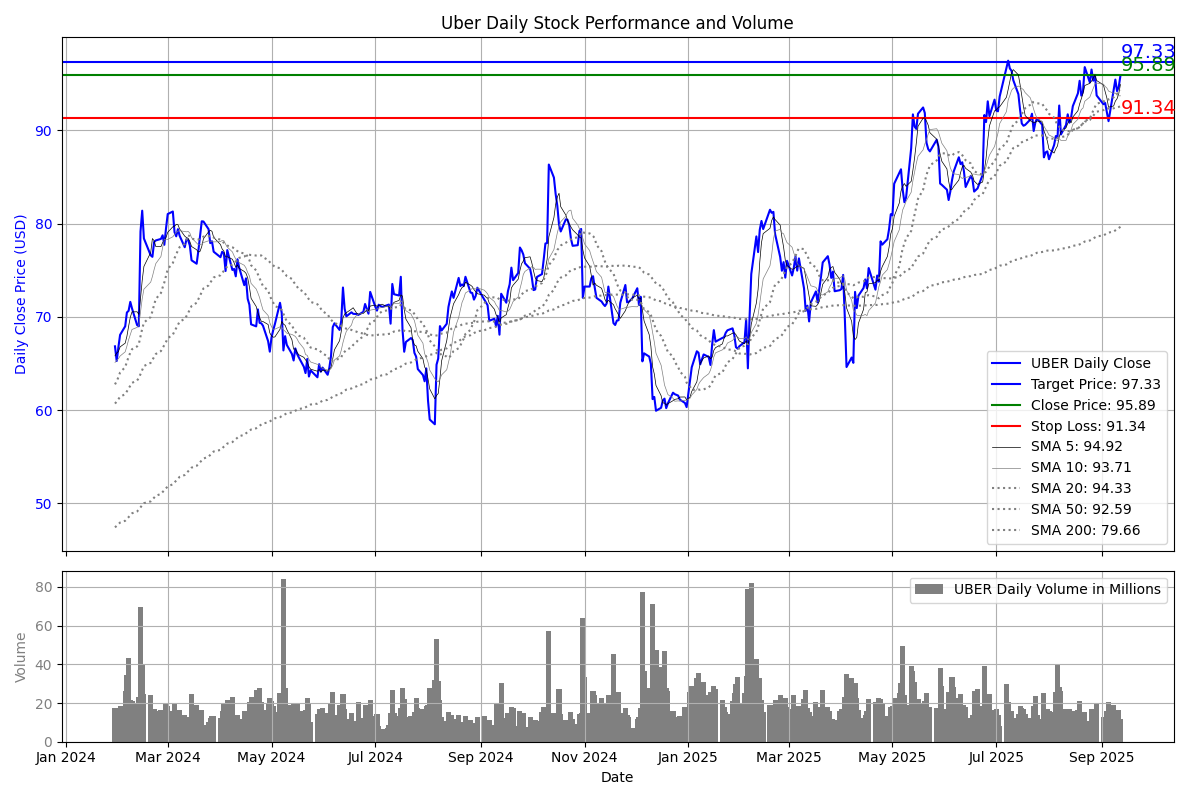 Uber Daily Stock Performance and Volume
97.33
95.89
91.34
Daily Close Price (USD)
90
80
70
60
50
UBER Daily Close
Target Price: 97.33
Close Price: 95.89
Stop Loss: 91.34
SMA 5: 94.92
SMA 10: 93.71
SMA 20: 94.33
SMA 50: 92.59
SMA 200: 79.66
Volume
80
60
40
20
0
UBER Daily Volume in Millions
Jan 2024 Mar 2024 May 2024 Jul 2024 Sep 2024 Nov 2024 Jan 2025 Mar 2025 May 2025 Jul 2025 Sep 2025
Date